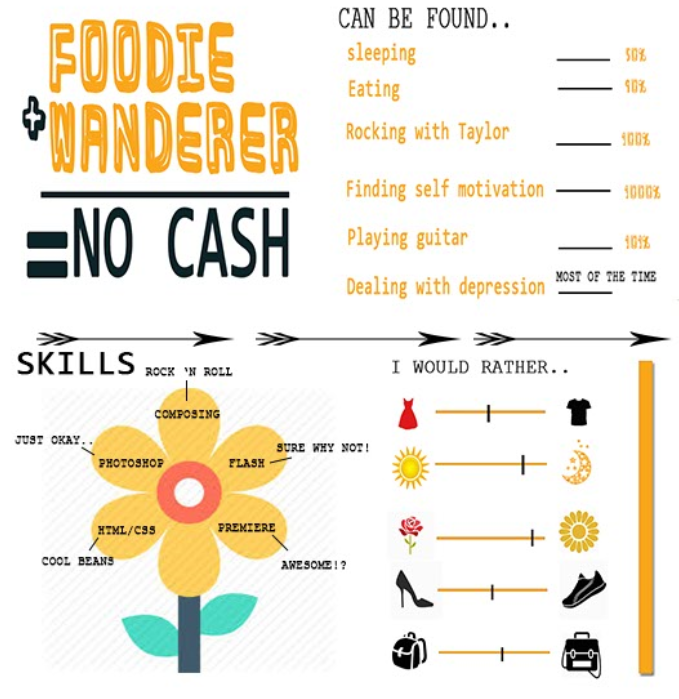 FOODIE
+WANDERER
=NO CASH
CAN BE FOUND..
sleeping 90%
Eating 90%
Rocking with Taylor 100%
Finding self motivation 1000%
Playing guitar 101%
Dealing with depression MOST OF THE TIME
SKILLS
ROCK 'N ROLL
COMPOSING
JUST OKAY..
SURE WHY NOT!
PHOTOSHOP
FLASH
HTML/CSS
PREMIERE
COOL BEANS
AWESOME!?
I WOULD RATHER..